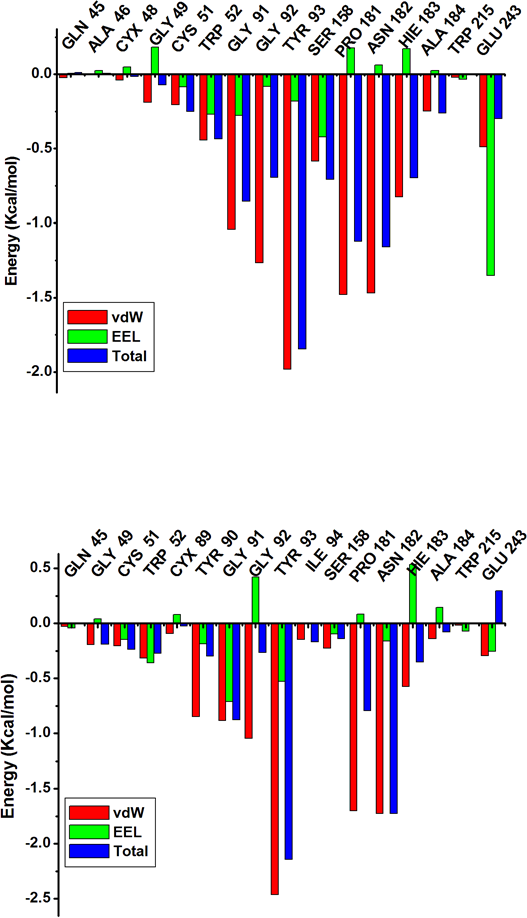 GLN 45
ALA 46
CYX 48
GLY 49
CYS 51
TRP 52
GLY 91
GLY 92
TYR 93
SER 158
PRO 181
ASN 182
HIE 183
ALA 184
TRP 215
GLU 243
0.0
-0.5
-1.0
-1.5
-2.0
Energy (Kcal/mol)
vdW
EEL
Total
GLN 45
GLY 49
CYS 51
TRP 52
CYX 89
TYR 90
GLY 91
GLY 92
TYR 93
ILE 94
SER 158
PRO 181
ASN 182
HIE 183
ALA 184
TRP 215
GLU 243
0.5
0.0
-0.5
-1.0
-1.5
-2.0
-2.5
Energy (Kcal/mol)
vdW
EEL
Total